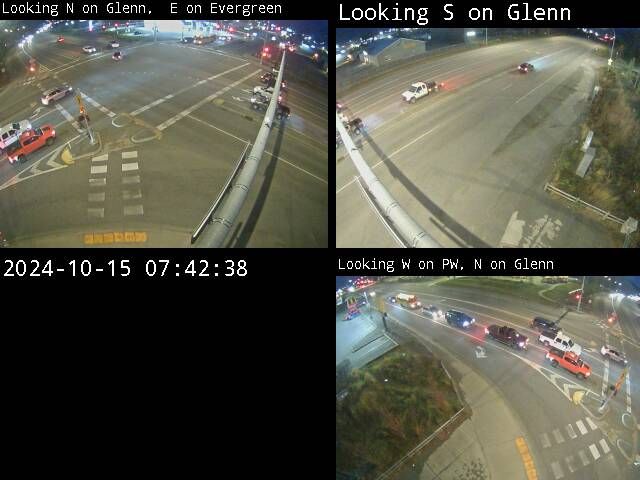 Looking N on Glenn,  E on Evergreen
Looking S on Glenn
2024-10-15 07:42:38
Looking W on PW, N on Glenn